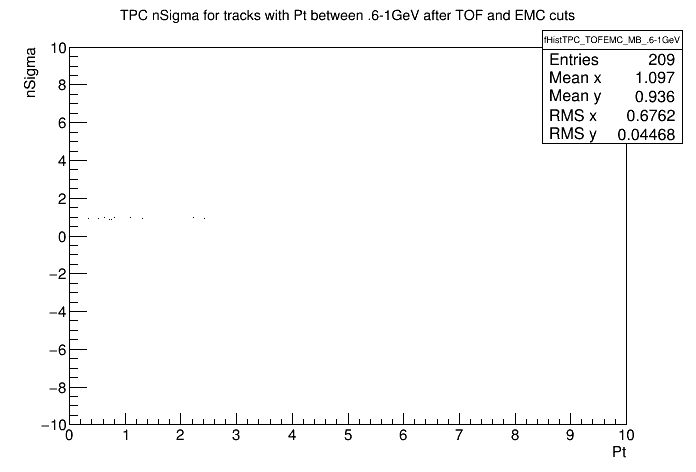 TPC nSigma for tracks with Pt between .6-1GeV after TOF and EMC cuts
fHistTPC_TOFEMC_MB_.6-1GeV
Entries 209
Mean x 1.097
Mean y 0.936
RMS x 0.6762
RMS y 0.04468
nSigma
10
8
6
4
2
0
−2
−4
−6
−8
−10
0 1 2 3 4 5 6 7 8 9 10
Pt